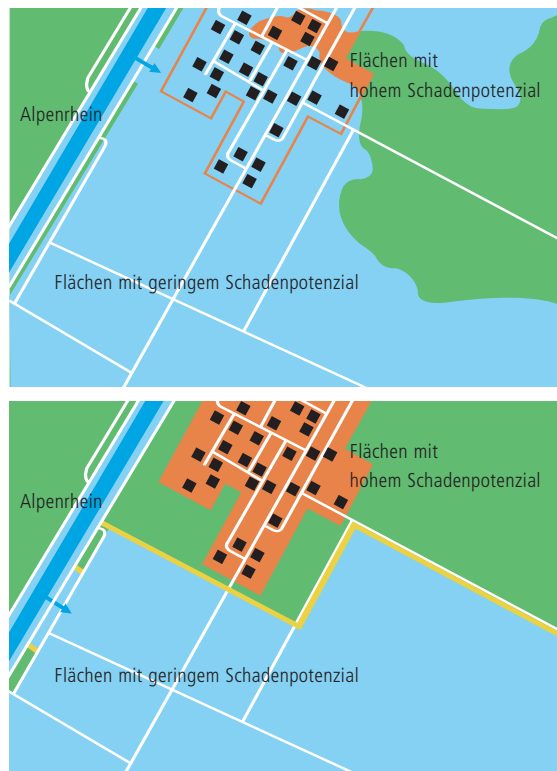 Flächen mit
hohem Schadenpotenzial
Alpenrhein
Flächen mit geringem Schadenpotenzial
Flächen mit
hohem Schadenpotenzial
Alpenrhein
Flächen mit geringem Schadenpotenzial